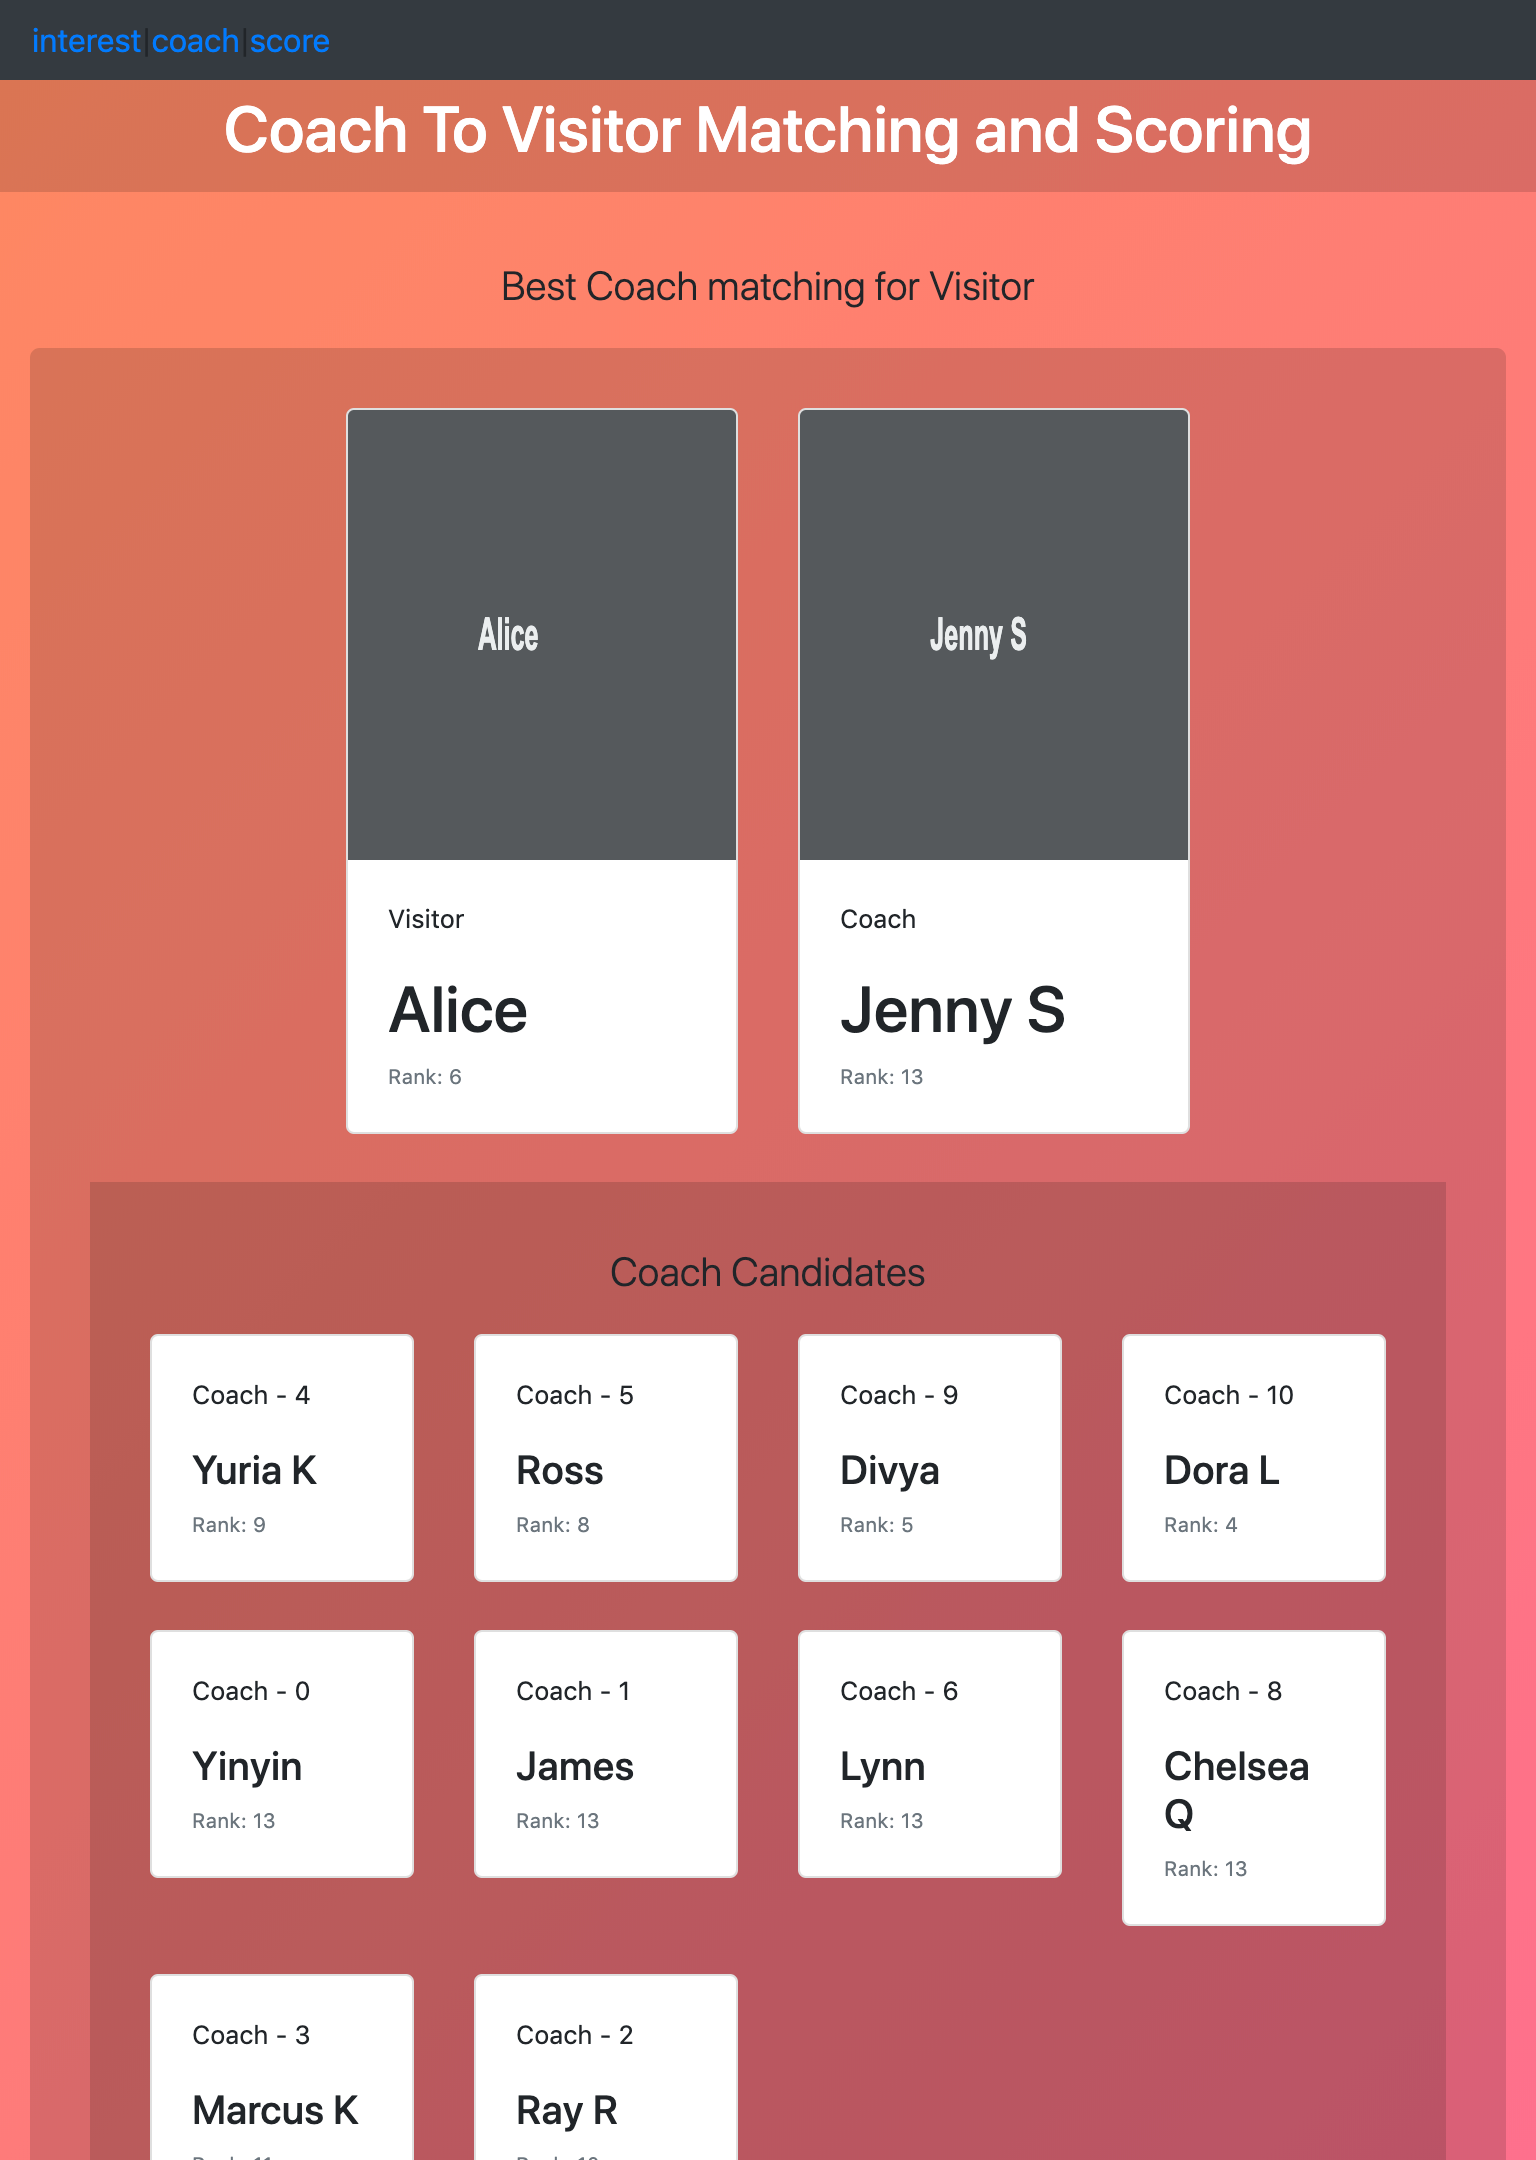 interest|coach|score
Coach To Visitor Matching and Scoring
Best Coach matching for Visitor
Alice
Jenny S
Visitor
Alice
Rank: 6
Coach
Jenny S
Rank: 13
Coach Candidates
Coach - 4
Yuria K
Rank: 9
Coach - 5
Ross
Rank: 8
Coach - 9
Divya
Rank: 5
Coach - 10
Dora L
Rank: 4
Coach - 0
Yinyin
Rank: 13
Coach - 1
James
Rank: 13
Coach - 6
Lynn
Rank: 13
Coach - 8
Chelsea
Q
Rank: 13
Coach - 3
Marcus K
Coach - 2
Ray R